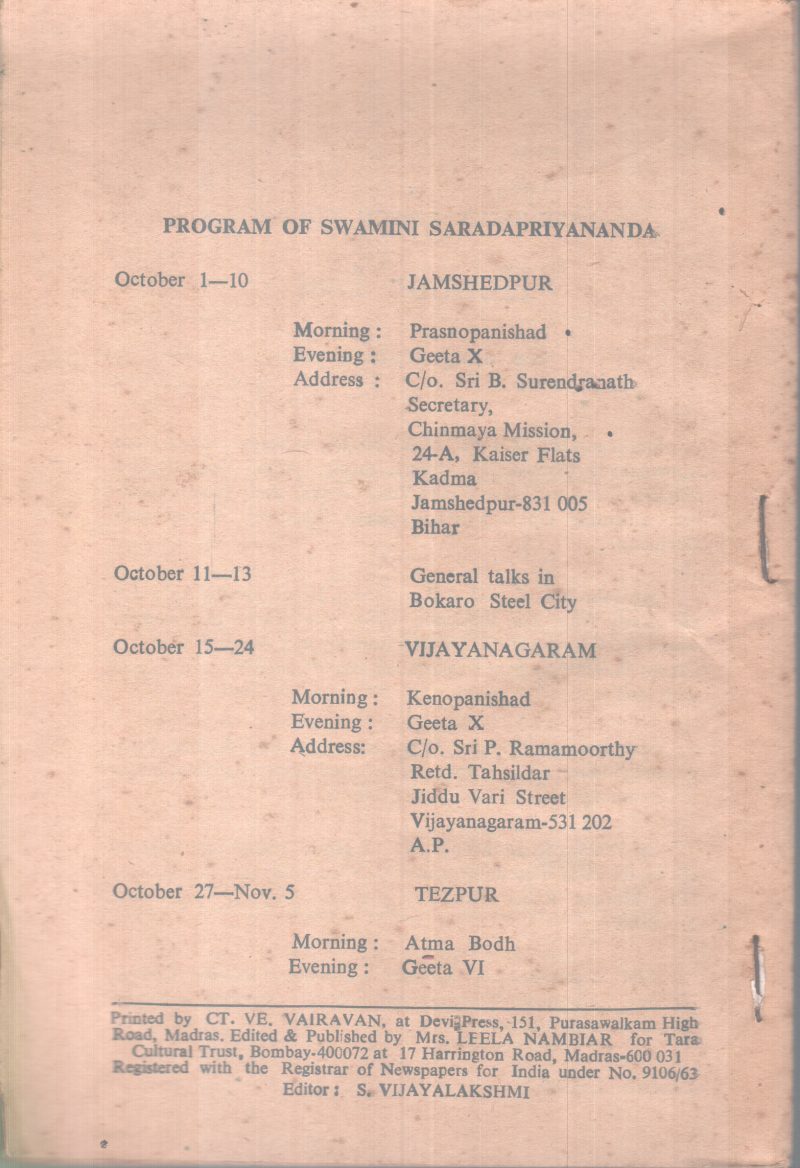 PROGRAM OF SWAMINI SARADAPRIYANANDA
October 1—10 JAMSHEDPUR
Morning : Prasnopanishad
Evening : Geeta X
Address : C/o. Sri B. Surendranath
Secretary,
Chinmaya Mission,
24-A, Kaiser Flats
Kadma
Jamshedpur-831 005
Bihar
October 11—13 General talks in
Bokaro Steel City
October 15—24 VIJAYANAGARAM
Morning : Kenopanishad
Evening : Geeta X
Address: C/o. Sri P. Ramamoorthy
Retd. Tahsildar
Jiddu Vari Street
Vijayanagaram-531 202
A.P.
October 27—Nov. 5 TEZPUR
Morning : Atma Bodh
Evening : Geeta VI
Printed by CT. VE. VAIRAVAN, at Devi Press, 151, Purasawalkam High
Road, Madras. Edited & Published by Mrs. LEELA NAMBIAR for Tara
Cultural Trust, Bombay-400072 at 17 Harrington Road, Madras-600 031
Registered with the Registrar of Newspapers for India under No. 9106/63
Editor : S. VIJAYALAKSHMI